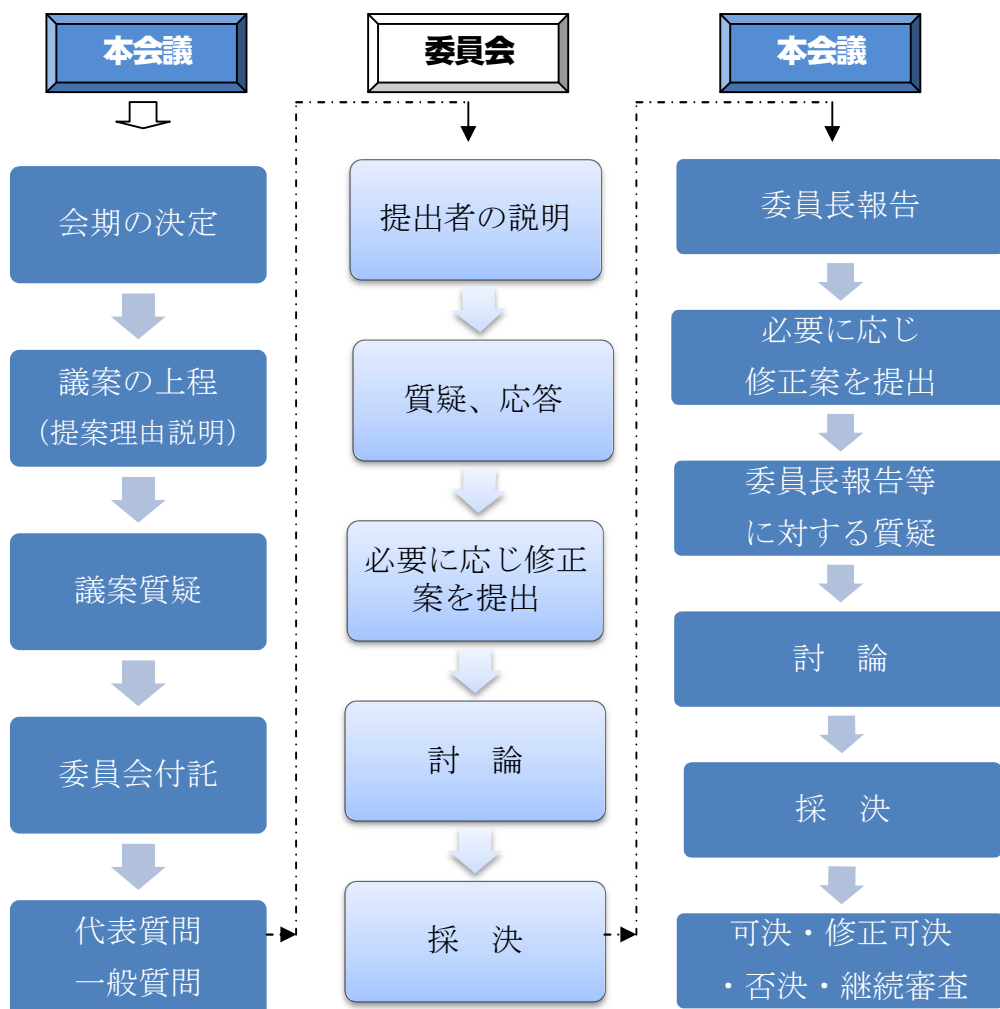 本会議
会期の決定
議案の上程
(提案理由説明)
議案質疑
委員会付託
代表質問
一般質問
委員会
提出者の説明
質疑、応答
必要に応じ修正
案を提出
討　論
採　決
本会議
委員長報告
必要に応じ
修正案を提出
委員長報告等
に対する質疑
討　論
採　決
可決・修正可決
・否決・継続審査